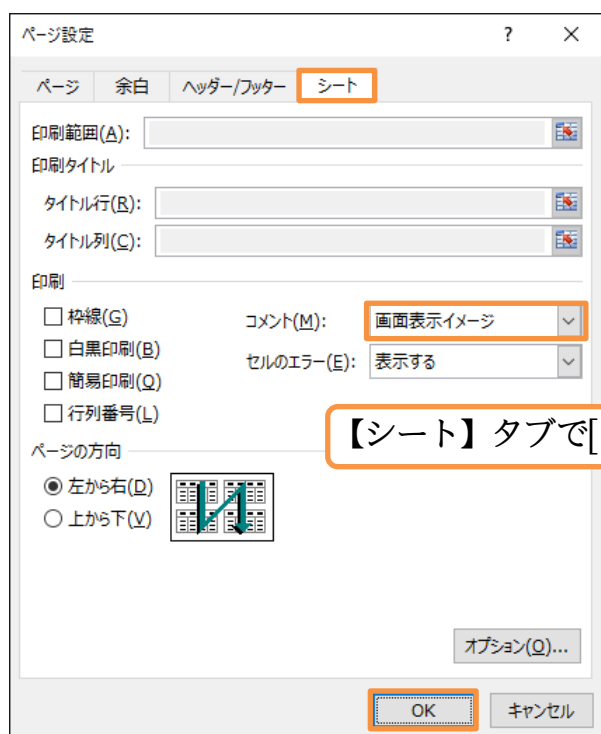 ページ設定 ? ×
ページ 余白 ヘッダー/フッター シート
印刷範囲(A):
印刷タイトル
タイトル行(R):
タイトル列(C):
印刷
枠線(G) コメント(M): 画面表示イメージ
白黒印刷(B) セルのエラー(E): 表示する
簡易印刷(Q)
行列番号(L)
【シート】タブで[
ページの方向
左から右(D)
上から下(V)
オプション(O)...
OK キャンセル